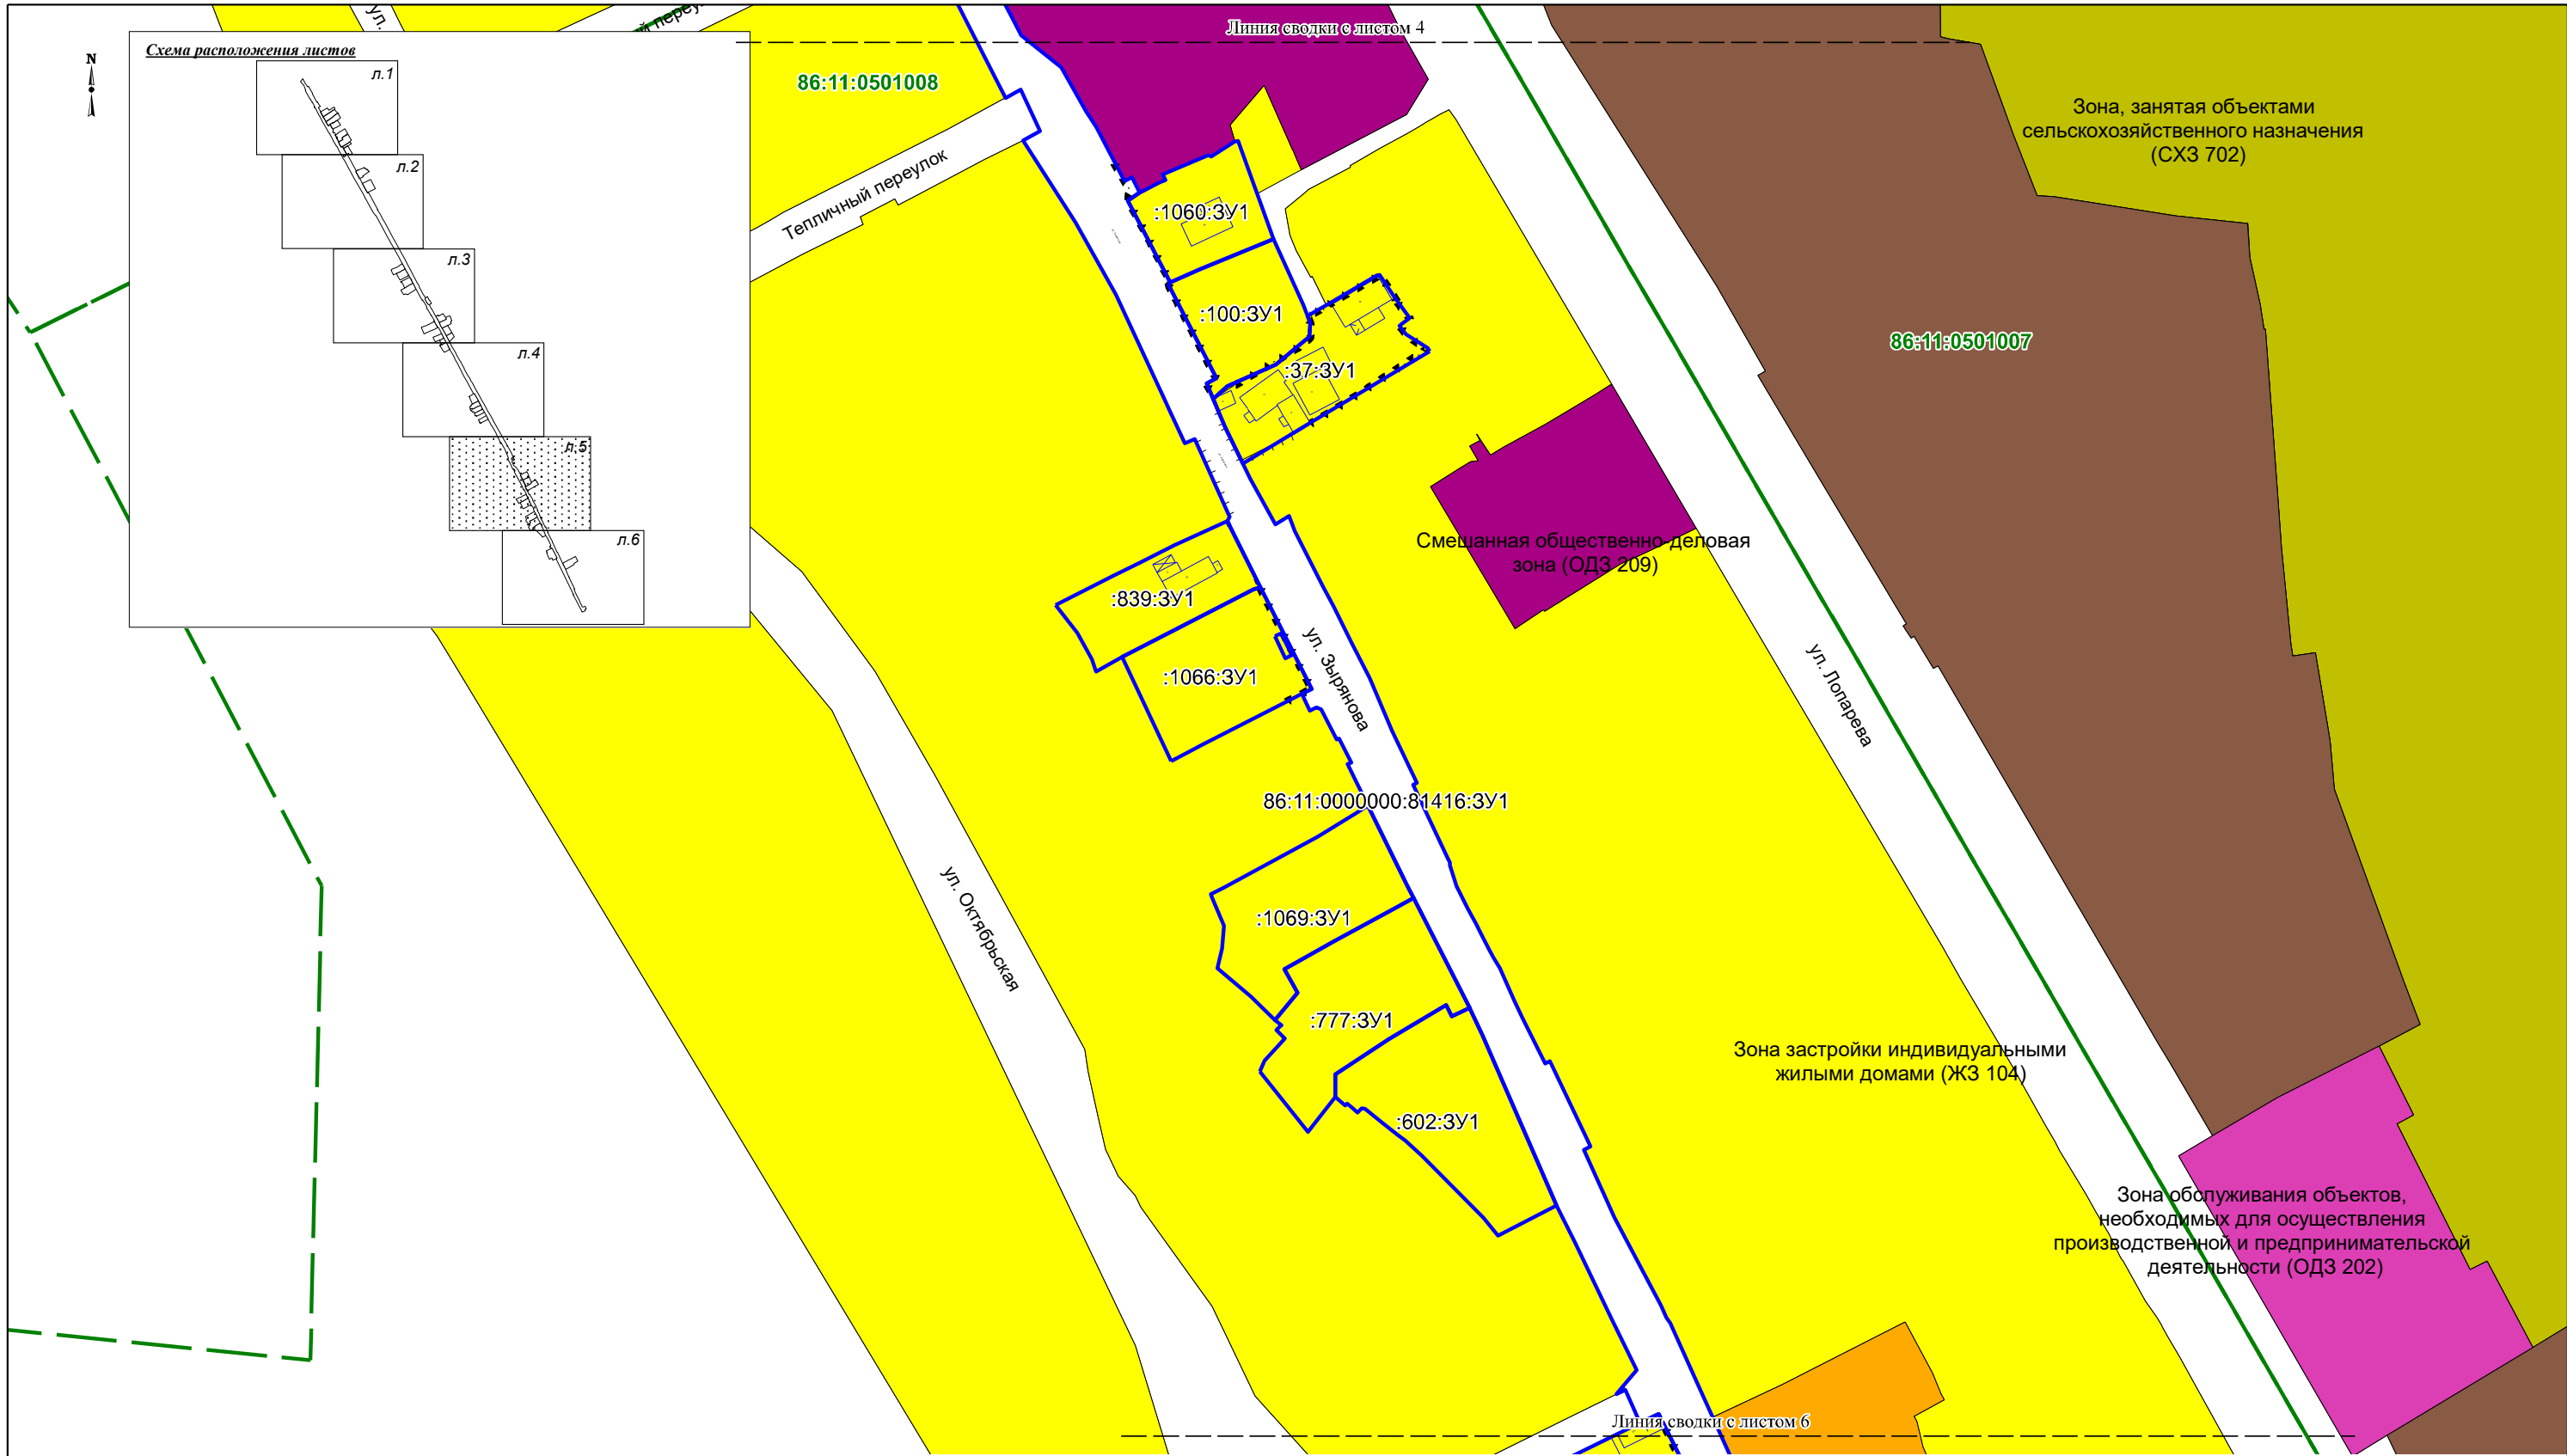 Линия сводки с листом 4
ул.
й переу
Схема расположения листов
N
л.1
л.2
л.3
л.4
л.5
л.6
86:11:0501008
Зона, занятая объектами
сельскохозяйственного назначения
(СХЗ 702)
Тепличный переулок
:1060:ЗУ1
:100:ЗУ1
86:11:0501007
:37:ЗУ1
Смешанная общественно-деловая
зона (ОДЗ 209)
:839:ЗУ1
:1066:ЗУ1
ул. Зырянова
ул. Лопарева
86:11:0000000:81416:ЗУ1
:1069:ЗУ1
ул. Октябрьская
:777:ЗУ1
Зона застройки индивидуальными
жилыми домами (ЖЗ 104)
:602:ЗУ1
Зона обслуживания объектов,
необходимых для осуществления
производственной и предпринимательской
деятельности (ОДЗ 202)
Линия сводки с листом 6